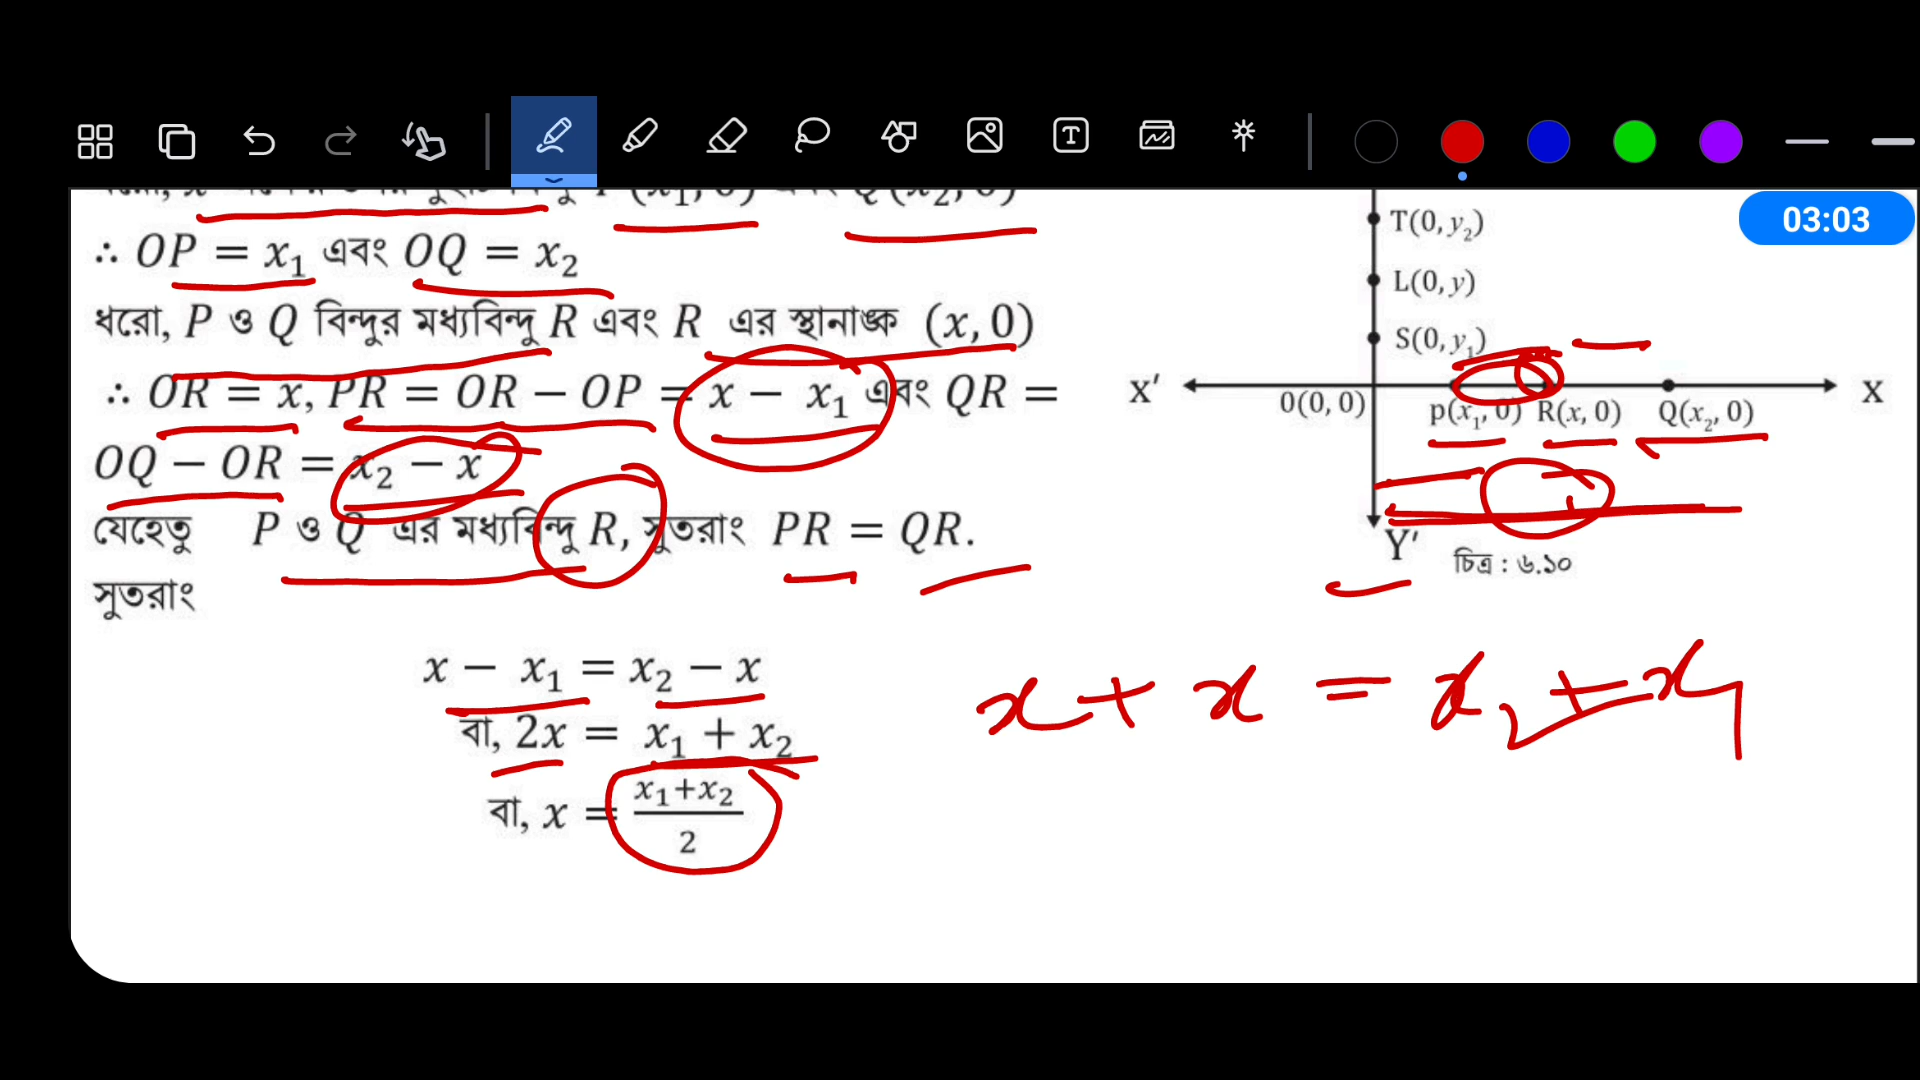 03:03
∴ OP = x₁ এবং OQ = x₂
ধরো, P ও Q বিন্দুর মধ্যবিন্দু R এবং R এর স্থানাঙ্ক (x, 0)
∴ OR = x, PR = OR − OP = x − x₁ এবং QR =
OQ − OR = x₂ − x
যেহেতু P ও Q এর মধ্যবিন্দু R, সুতরাং PR = QR.
সুতরাং
x − x₁ = x₂ − x
বা, 2x = x₁ + x₂
বা, x = (x₁+x₂)/2
T(0, y₂)
L(0, y)
S(0, y₁)
X′ X
0(0, 0) p(x₁, 0) R(x, 0) Q(x₂, 0)
Y′
চিত্র : ৬.১০
x + x = x₂ + x₁